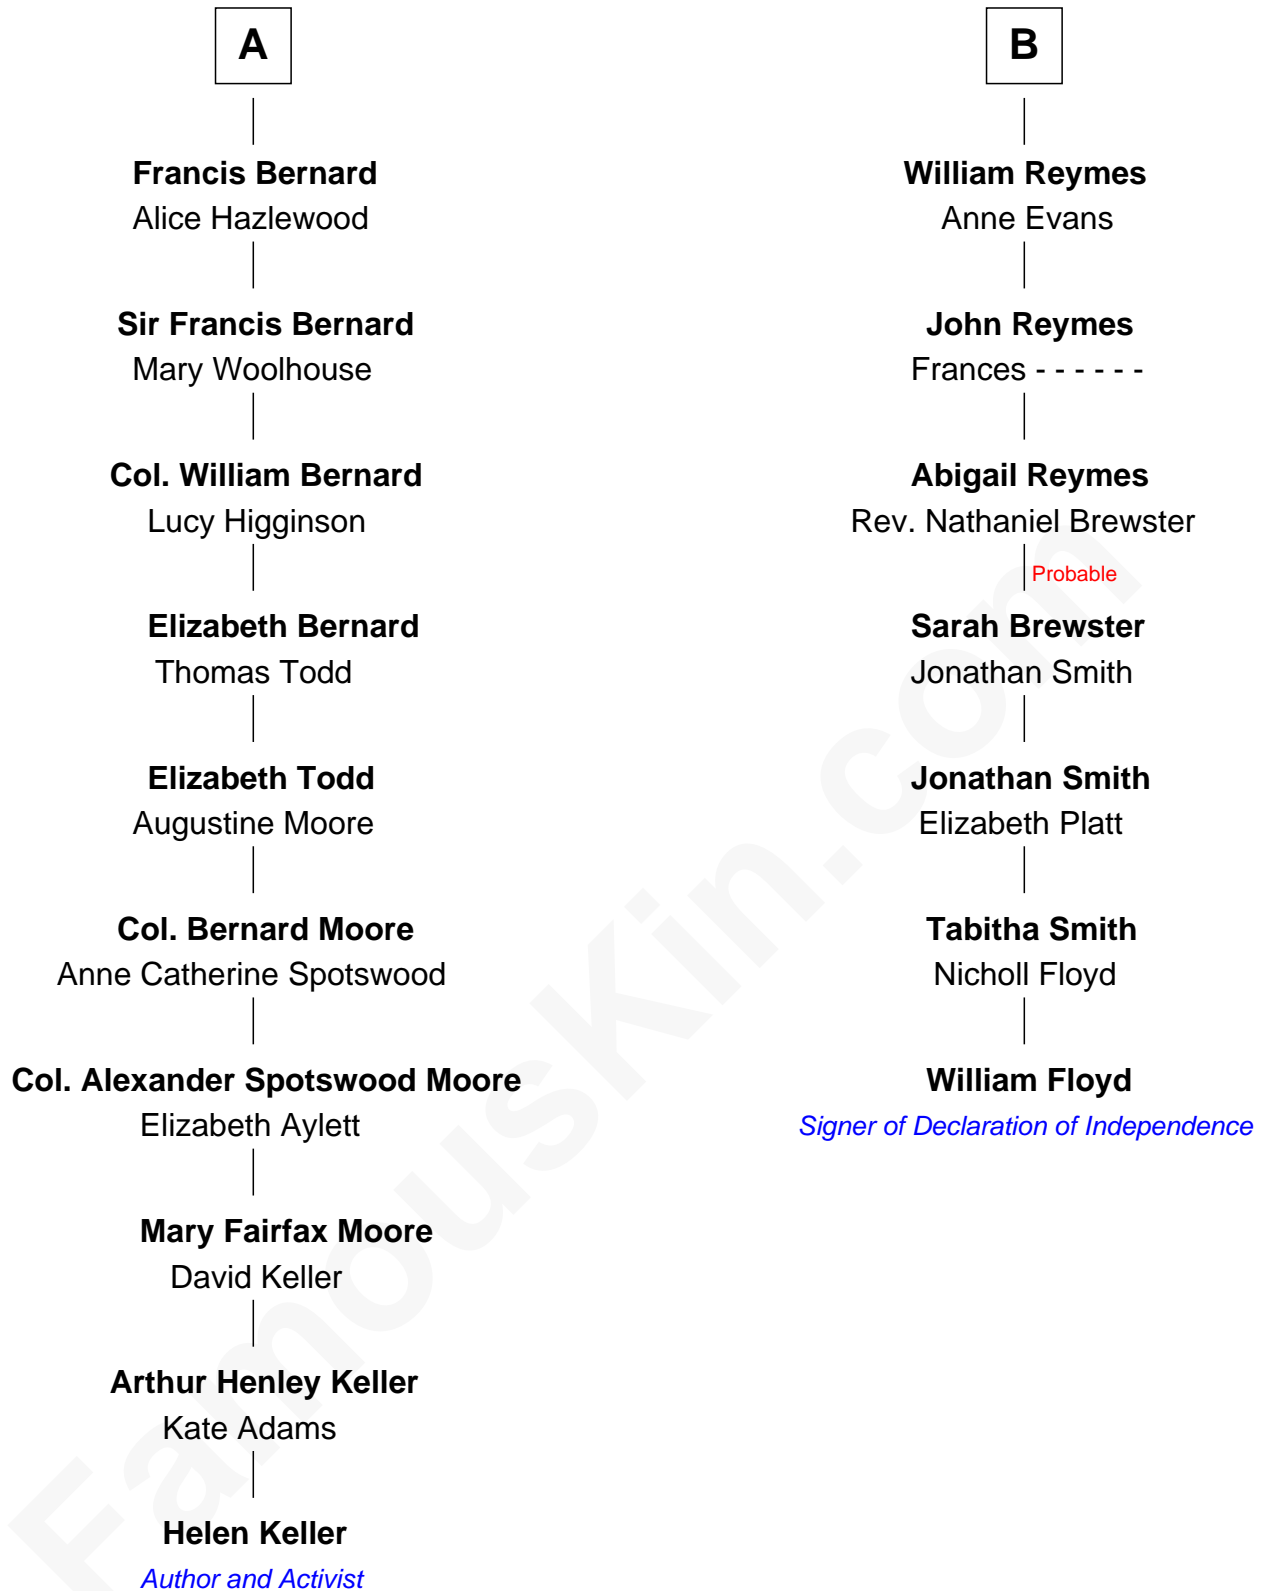 A
Francis Bernard
Alice Hazlewood
Sir Francis Bernard
Mary Woolhouse
Col. William Bernard
Lucy Higginson
Elizabeth Bernard
Thomas Todd
Elizabeth Todd
Augustine Moore
Col. Bernard Moore
Anne Catherine Spotswood
Col. Alexander Spotswood Moore
Elizabeth Aylett
Mary Fairfax Moore
David Keller
Arthur Henley Keller
Kate Adams
Helen Keller
Author and Activist
B
William Reymes
Anne Evans
John Reymes
Frances - - - - - -
Abigail Reymes
Rev. Nathaniel Brewster
Probable
Sarah Brewster
Jonathan Smith
Jonathan Smith
Elizabeth Platt
Tabitha Smith
Nicholl Floyd
William Floyd
Signer of Declaration of Independence
FamousKin.com